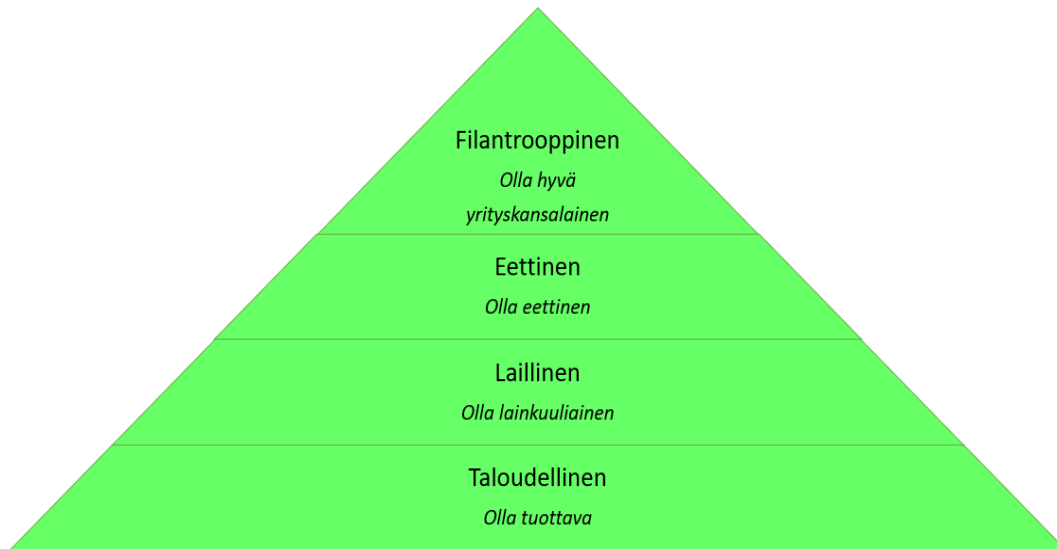 Filantrooppinen
Olla hyvä
yrityskansalainen
Eettinen
Olla eettinen
Laillinen
Olla lainkuuliainen
Taloudellinen
Olla tuottava